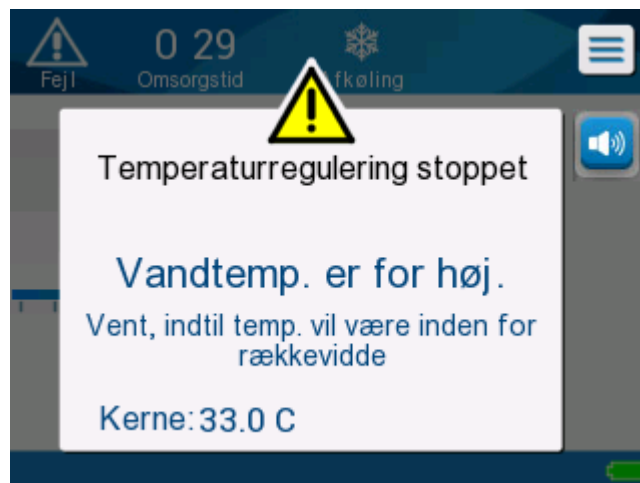 0 29
Fejl
Omsorgstid
fkøling
Temperaturregulering stoppet
Vandtemp. er for høj.
Vent, indtil temp. vil være inden for
rækkevidde
Kerne: 33.0 C